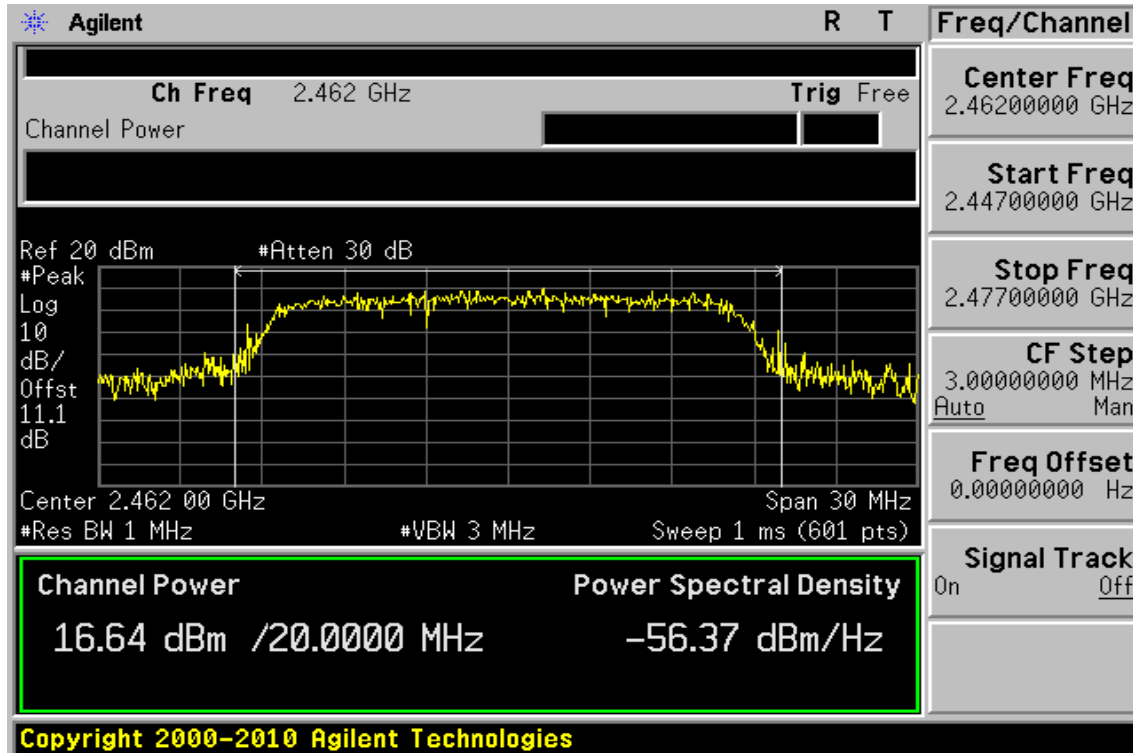 Agilent R T
Ch Freq 2.462 GHz Trig Free
Channel Power
Ref 20 dBm #Atten 30 dB
#Peak
Log
10
dB/
Offst
11.1
dB
Center 2.462 00 GHz Span 30 MHz
#Res BW 1 MHz #VBW 3 MHz Sweep 1 ms (601 pts)
Channel Power Power Spectral Density
16.64 dBm /20.0000 MHz -56.37 dBm/Hz
Copyright 2000-2010 Agilent Technologies
Freq/Channel
Center Freq
2.46200000 GHz
Start Freq
2.44700000 GHz
Stop Freq
2.47700000 GHz
CF Step
3.00000000 MHz
Auto Man
Freq Offset
0.00000000 Hz
Signal Track
On Off